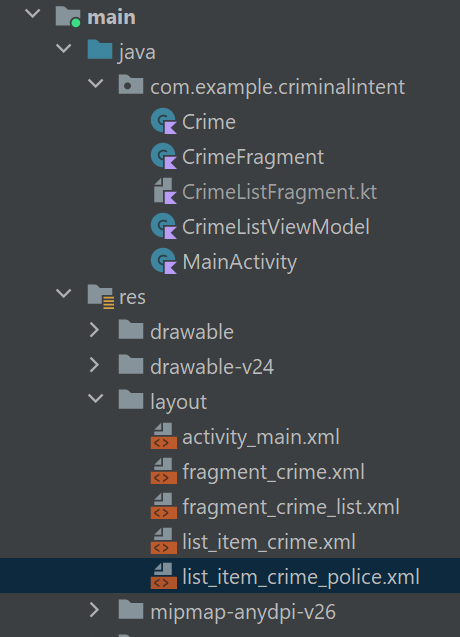 main
java
com.example.criminalintent
Crime
CrimeFragment
CrimeListFragment.kt
CrimeListViewModel
MainActivity
res
drawable
drawable-v24
layout
activity_main.xml
fragment_crime.xml
fragment_crime_list.xml
list_item_crime.xml
list_item_crime_police.xml
mipmap-anydpi-v26